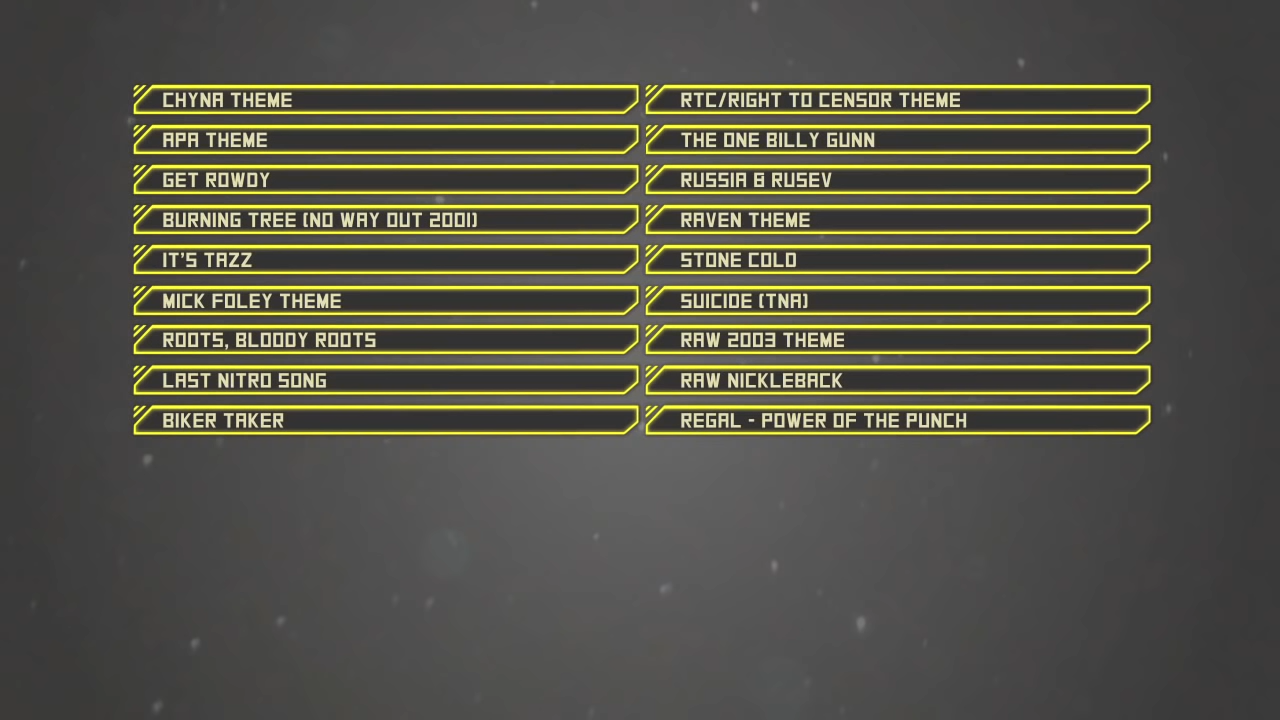 CHYNA THEME
APA THEME
GET ROWDY
BURNING TREE (NO WAY OUT 2001)
IT'S TAZZ
MICK FOLEY THEME
ROOTS, BLOODY ROOTS
LAST NITRO SONG
BIKER TAKER
RTC/RIGHT TO CENSOR THEME
THE ONE BILLY GUNN
RUSSIA & RUSEV
RAVEN THEME
STONE COLD
SUICIDE (TNA)
RAW 2003 THEME
RAW NICKLEBACK
REGAL - POWER OF THE PUNCH